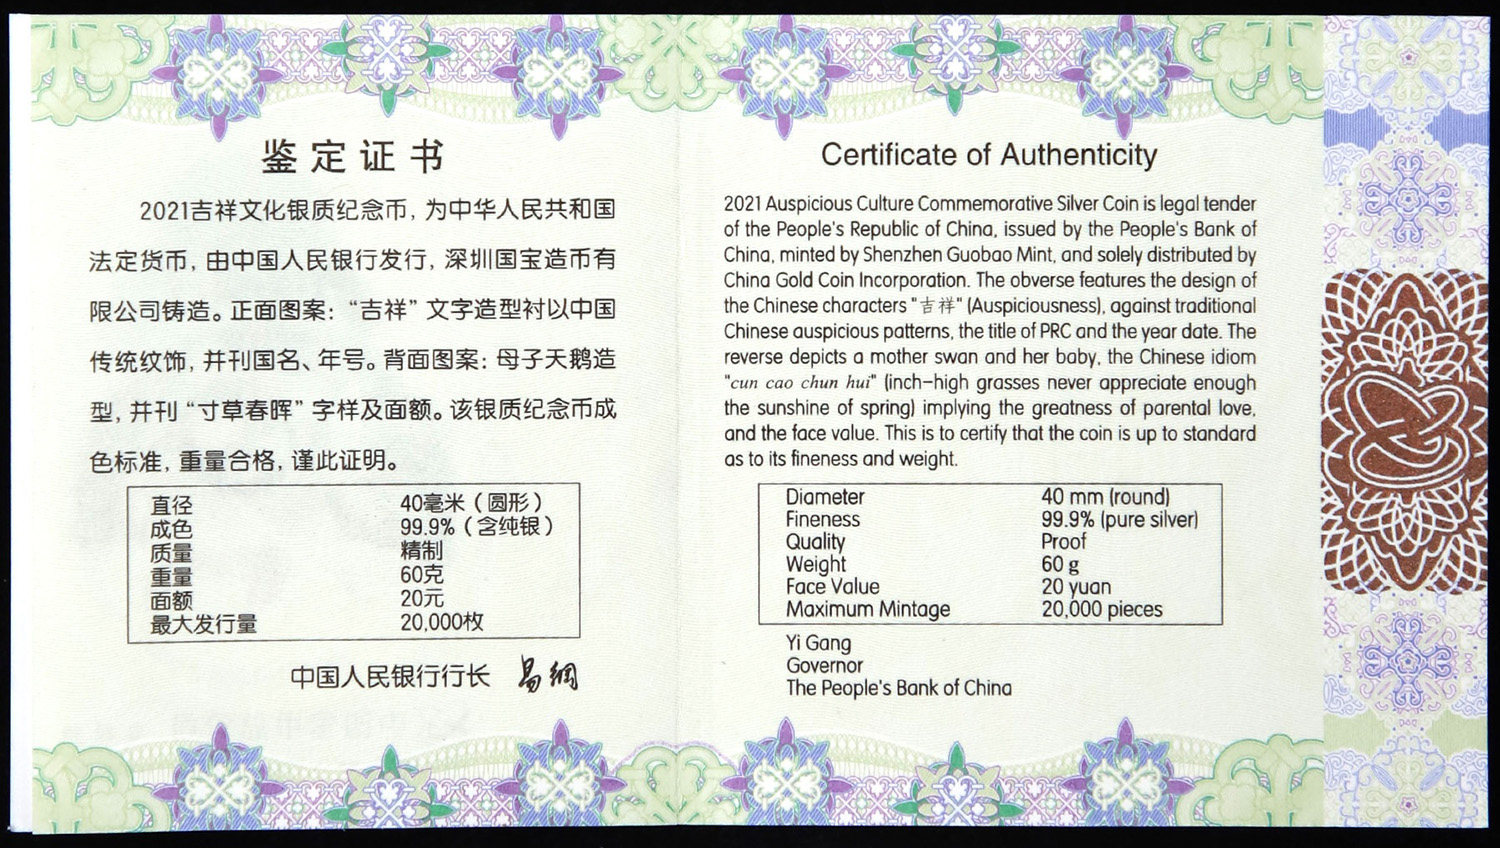 鉴定证书
2021吉祥文化银质纪念币，为中华人民共和国
法定货币，由中国人民银行发行，深圳国宝造币有
限公司铸造。正面图案：“吉祥”文字造型衬以中国
传统纹饰，并刊国名、年号。背面图案：母子天鹅造
型，并刊“寸草春晖”字样及面额。该银质纪念币成
色标准，重量合格，谨此证明。
直径 40毫米（圆形）
成色 99.9%（含纯银）
质量 精制
重量 60克
面额 20元
最大发行量 20,000枚
中国人民银行行长 易纲
Certificate of Authenticity
2021 Auspicious Culture Commemorative Silver Coin is legal tender
of the People's Republic of China, issued by the People's Bank of
China, minted by Shenzhen Guobao Mint, and solely distributed by
China Gold Coin Incorporation. The obverse features the design of
the Chinese characters "吉祥" (Auspiciousness), against traditional
Chinese auspicious patterns, the title of PRC and the year date. The
reverse depicts a mother swan and her baby, the Chinese idiom
"cun cao chun hui" (inch-high grasses never appreciate enough
the sunshine of spring) implying the greatness of parental love,
and the face value. This is to certify that the coin is up to standard
as to its fineness and weight.
Diameter 40 mm (round)
Fineness 99.9% (pure silver)
Quality Proof
Weight 60 g
Face Value 20 yuan
Maximum Mintage 20,000 pieces
Yi Gang
Governor
The People's Bank of China